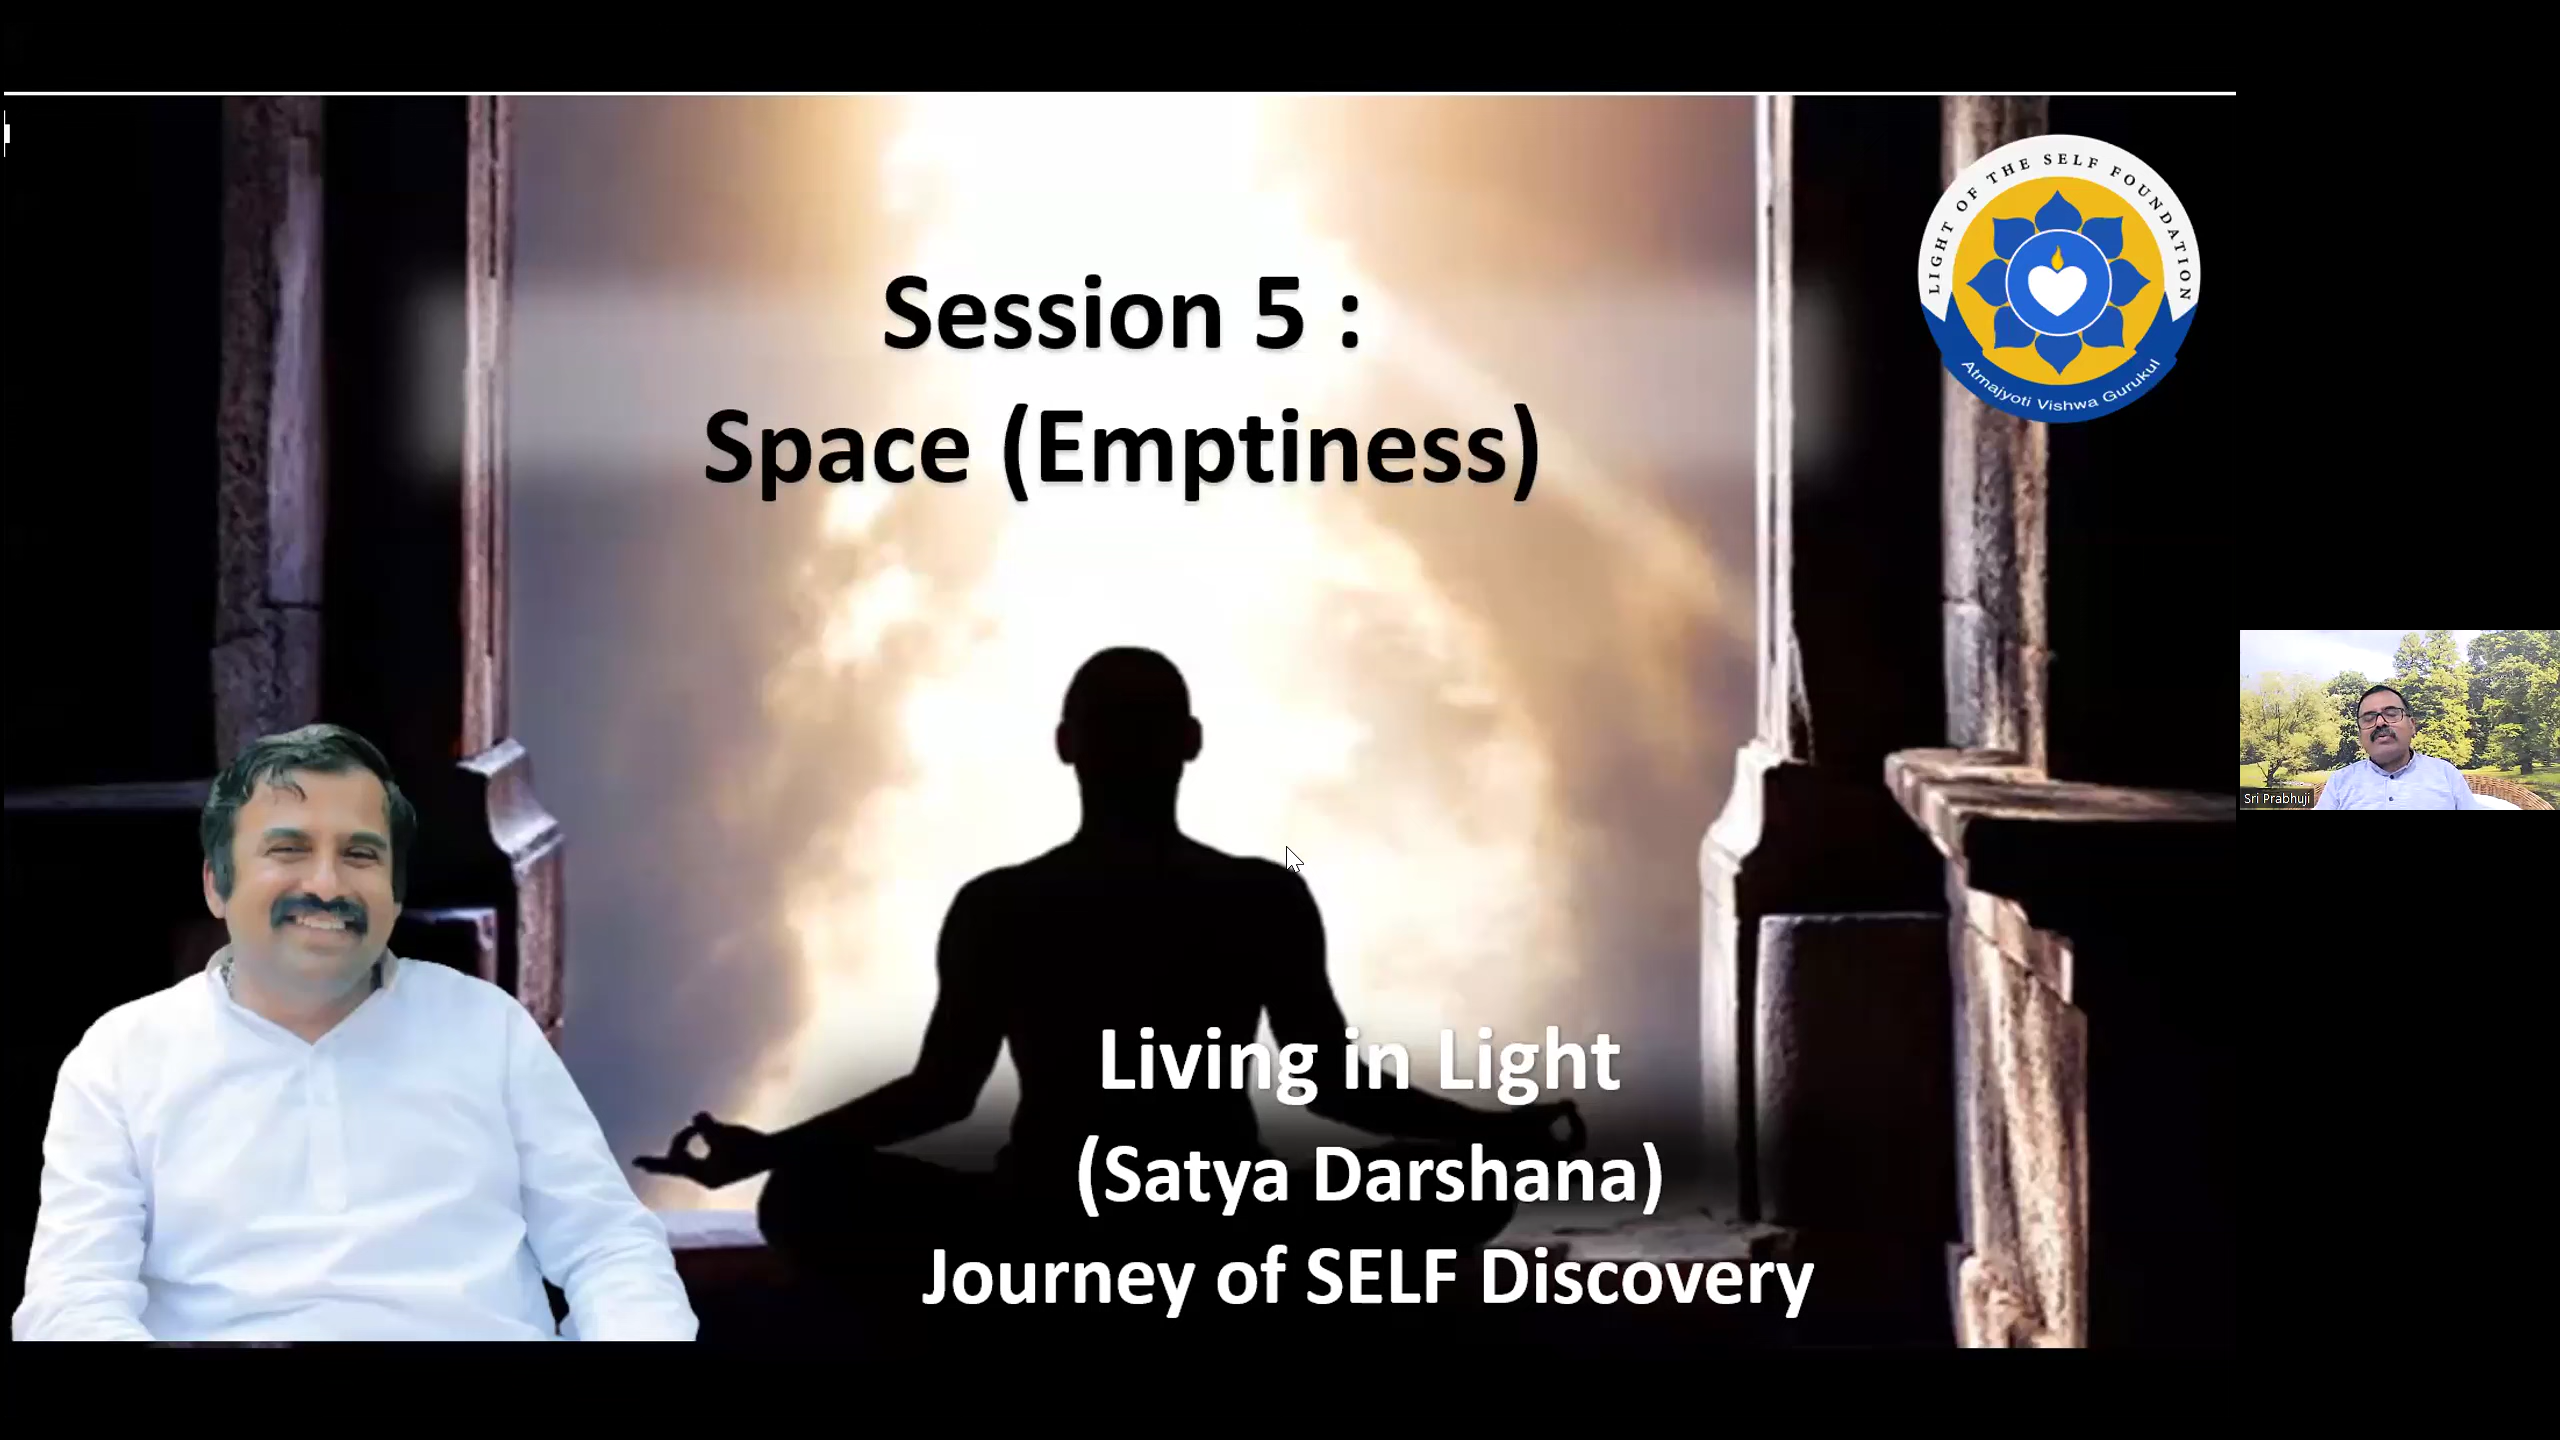 LIGHT OF THE SELF FOUNDATION
Atmajyoti Vishwa Gurukul
Session 5 :
Space (Emptiness)
Sri Prabhuji
Living in Light
(Satya Darshana)
Journey of SELF Discovery